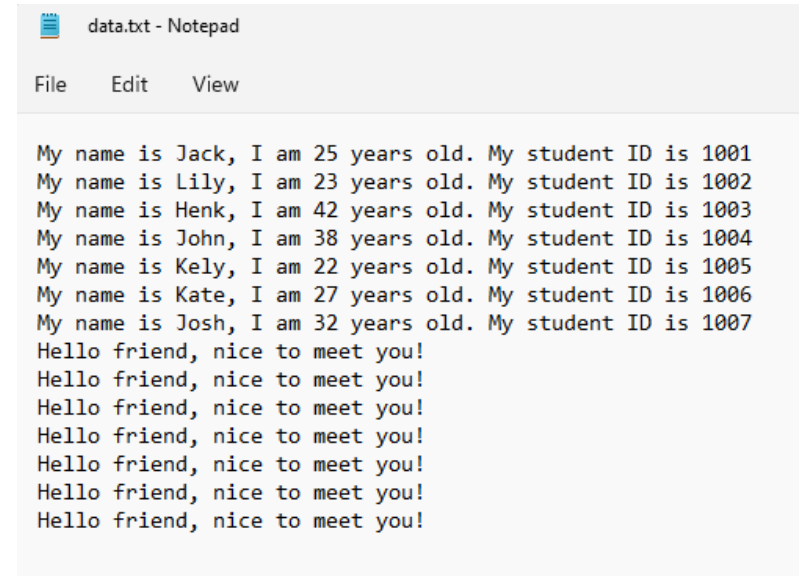 data.txt - Notepad
File Edit View
My name is Jack, I am 25 years old. My student ID is 1001
My name is Lily, I am 23 years old. My student ID is 1002
My name is Henk, I am 42 years old. My student ID is 1003
My name is John, I am 38 years old. My student ID is 1004
My name is Kely, I am 22 years old. My student ID is 1005
My name is Kate, I am 27 years old. My student ID is 1006
My name is Josh, I am 32 years old. My student ID is 1007
Hello friend, nice to meet you!
Hello friend, nice to meet you!
Hello friend, nice to meet you!
Hello friend, nice to meet you!
Hello friend, nice to meet you!
Hello friend, nice to meet you!
Hello friend, nice to meet you!